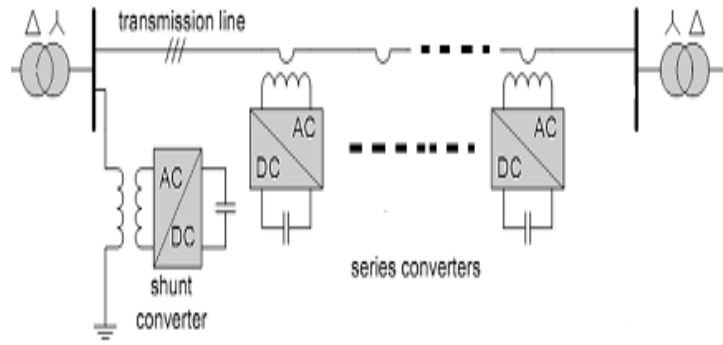 transmission line
AC
DC
AC
DC
AC
DC
shunt
converter
series converters